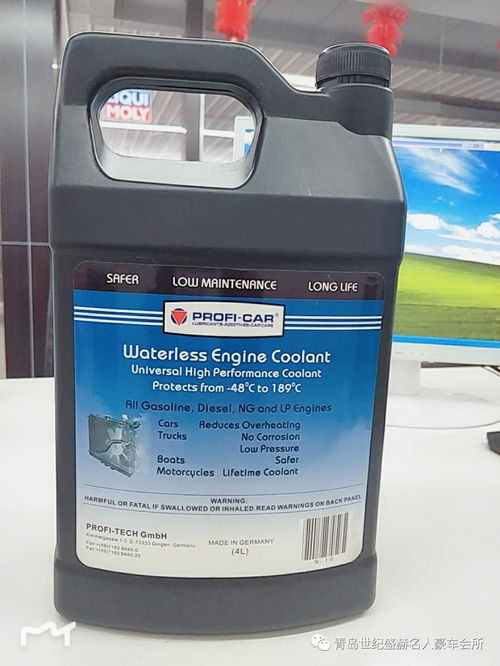 LIQUI
MOLY
SAFER LOW MAINTENANCE LONG LIFE
PROFI-CAR®
LUBRICANTS-ADDITIVES-CAR CARE
Waterless Engine Coolant
Universal High Performance Coolant
Protects from -48°C to 189°C
All Gasoline, Diesel, NG and LP Engines
Cars Reduces Overheating
Trucks No Corrosion
Low Pressure
Boats Safer
Motorcycles Lifetime Coolant
WARNING:
HARMFUL OR FATAL IF SWALLOWED OR INHALED. READ WARNINGS ON BACK PANEL
PROFI-TECH GmbH
Gingen, Germany
MADE IN GERMANY
(4L)
青岛世纪盛赫名人豪车会所